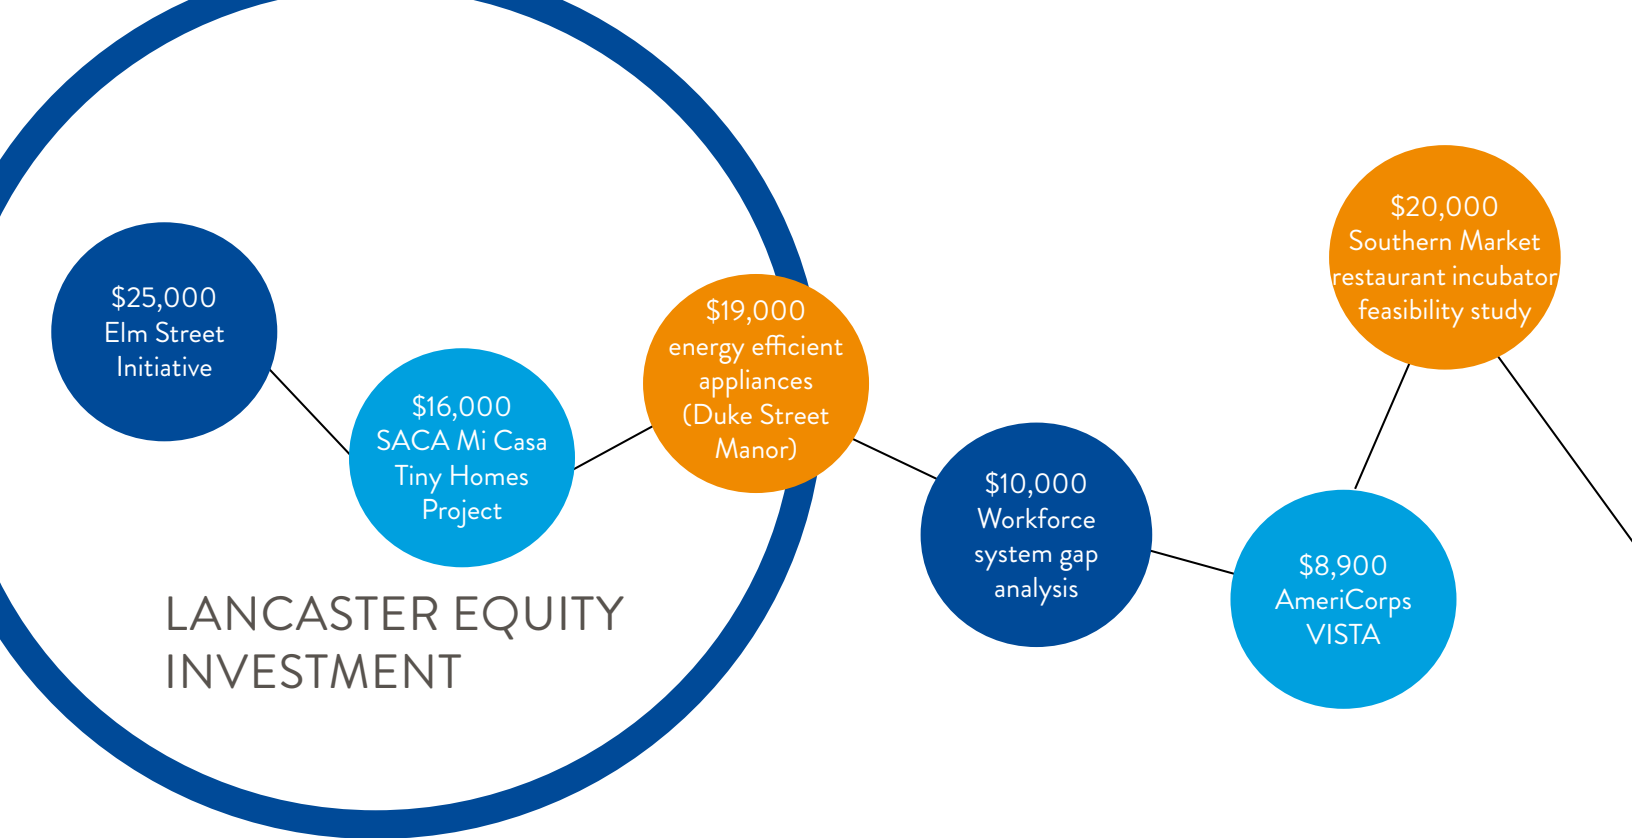 $25,000
Elm Street
Initiative
$16,000
SACA Mi Casa
Tiny Homes
Project
$19,000
energy efficient
appliances
(Duke Street
Manor)
$10,000
Workforce
system gap
analysis
$8,900
AmeriCorps
VISTA
$20,000
Southern Market
restaurant incubator
feasibility study
LANCASTER EQUITY
INVESTMENT